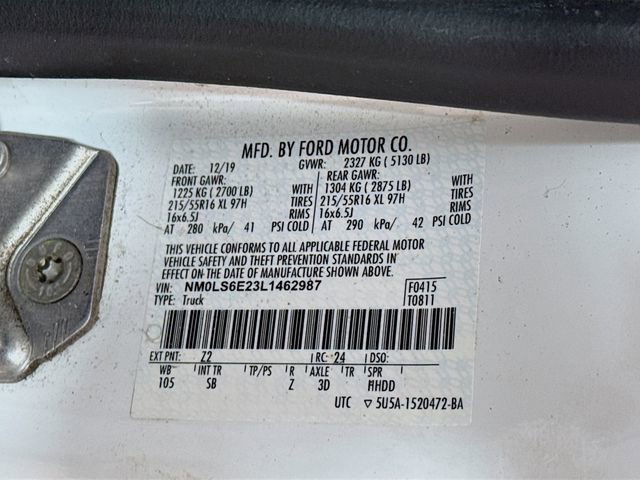 MFD. BY FORD MOTOR CO.
DATE: 12/19 GVWR: 2327 KG ( 5130 LB)
FRONT GAWR: REAR GAWR:
1225 KG ( 2700 LB) WITH 1304 KG ( 2875 LB) WITH
215/55R16 XL 97H TIRES 215/55R16 XL 97H TIRES
16x6.5J RIMS 16x6.5J RIMS
AT 280 kPa/ 41 PSI COLD AT 290 kPa/ 42 PSI COLD
THIS VEHICLE CONFORMS TO ALL APPLICABLE FEDERAL MOTOR
VEHICLE SAFETY AND THEFT PREVENTION STANDARDS IN
EFFECT ON THE DATE OF MANUFACTURE SHOWN ABOVE.
VIN: NM0LS6E23L1462987 F0415
TYPE: Truck T0811
EXT PNT: Z2 RC: 24 DSO:
WB INT TR TP/PS R AXLE TR SPR
105 SB Z 3D HHDD
UTC ▽ 5U5A-1520472-BA